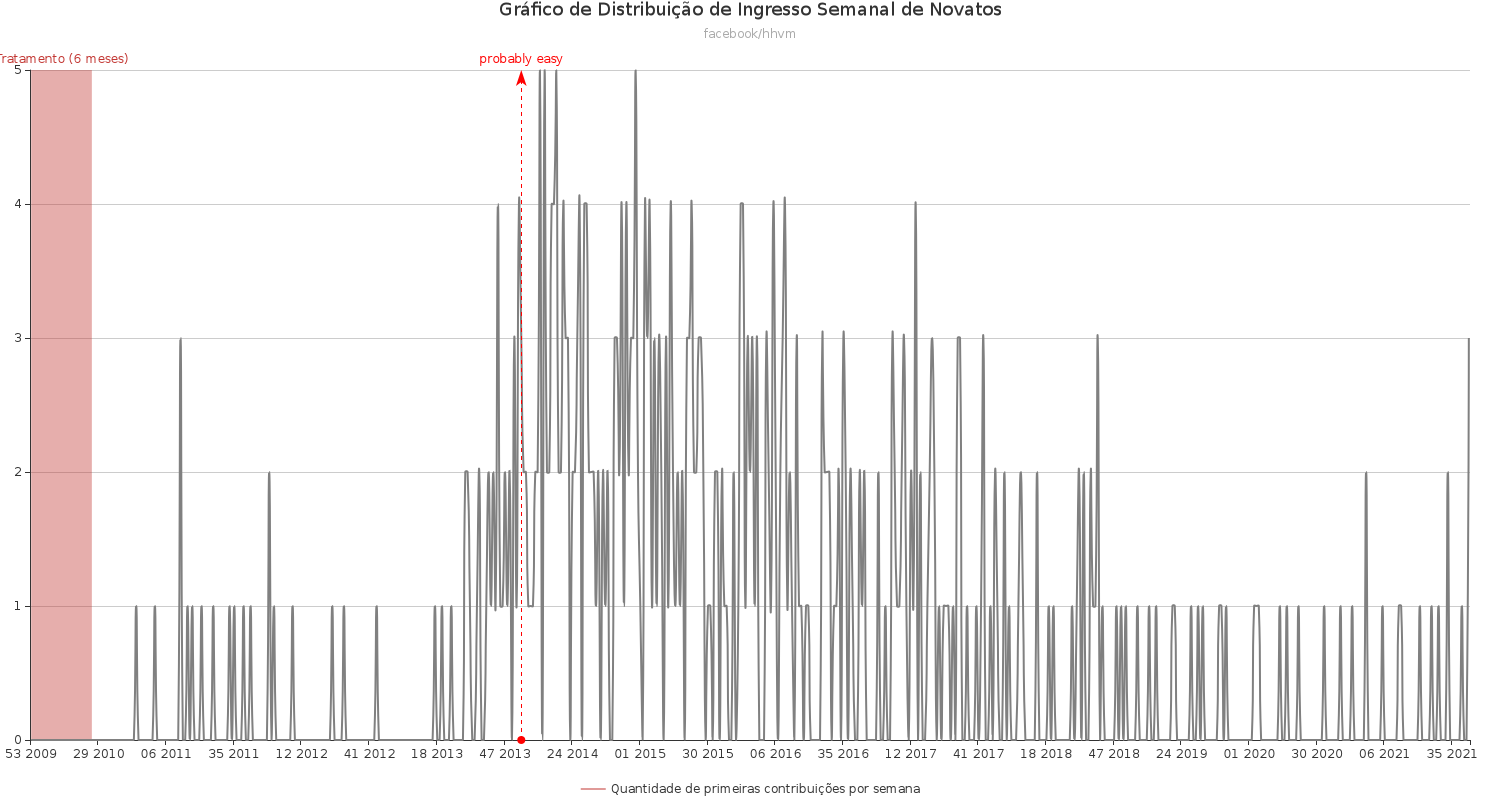 Gráfico de Distribuição de Ingresso Semanal de Novatos
facebook/hhvm
Tratamento (6 meses)
probably easy
5
4
3
2
1
0
53 2009 29 2010 06 2011 35 2011 12 2012 41 2012 18 2013 47 2013 24 2014 01 2015 30 2015 06 2016 35 2016 12 2017 41 2017 18 2018 47 2018 24 2019 01 2020 30 2020 06 2021 35 2021
Quantidade de primeiras contribuições por semana